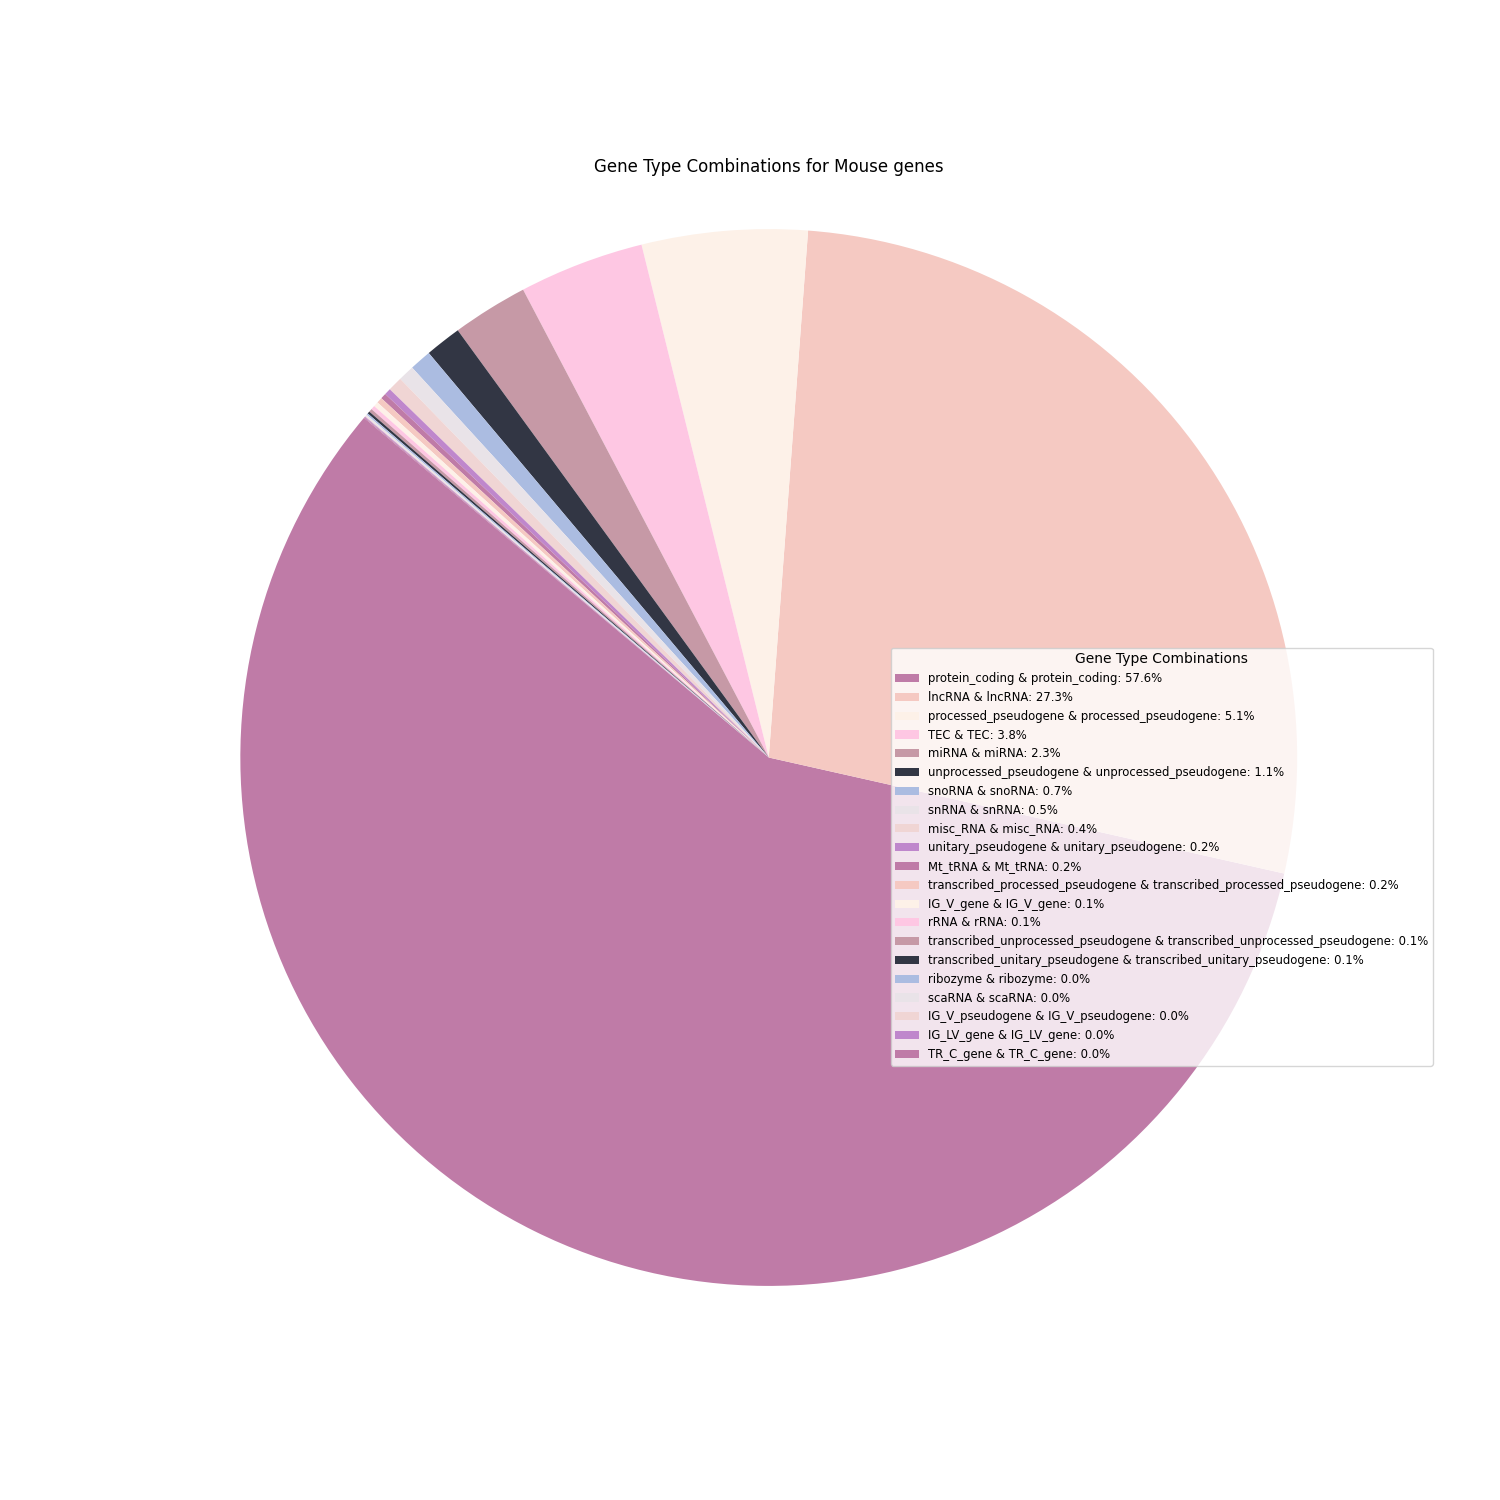 Gene Type Combinations for Mouse genes
Gene Type Combinations
protein_coding & protein_coding: 57.6%
lncRNA & lncRNA: 27.3%
processed_pseudogene & processed_pseudogene: 5.1%
TEC & TEC: 3.8%
miRNA & miRNA: 2.3%
unprocessed_pseudogene & unprocessed_pseudogene: 1.1%
snoRNA & snoRNA: 0.7%
snRNA & snRNA: 0.5%
misc_RNA & misc_RNA: 0.4%
unitary_pseudogene & unitary_pseudogene: 0.2%
Mt_tRNA & Mt_tRNA: 0.2%
transcribed_processed_pseudogene & transcribed_processed_pseudogene: 0.2%
IG_V_gene & IG_V_gene: 0.1%
rRNA & rRNA: 0.1%
transcribed_unprocessed_pseudogene & transcribed_unprocessed_pseudogene: 0.1%
transcribed_unitary_pseudogene & transcribed_unitary_pseudogene: 0.1%
ribozyme & ribozyme: 0.0%
scaRNA & scaRNA: 0.0%
IG_V_pseudogene & IG_V_pseudogene: 0.0%
IG_LV_gene & IG_LV_gene: 0.0%
TR_C_gene & TR_C_gene: 0.0%